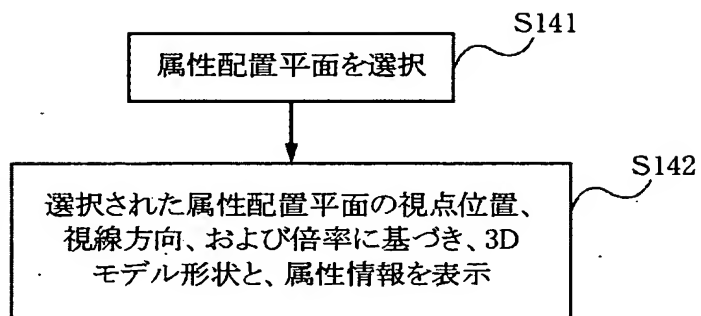 S141
属性配置平面を選択
S142
選択された属性配置平面の視点位置、
視線方向、および倍率に基づき、3D
モデル形状と、属性情報を表示